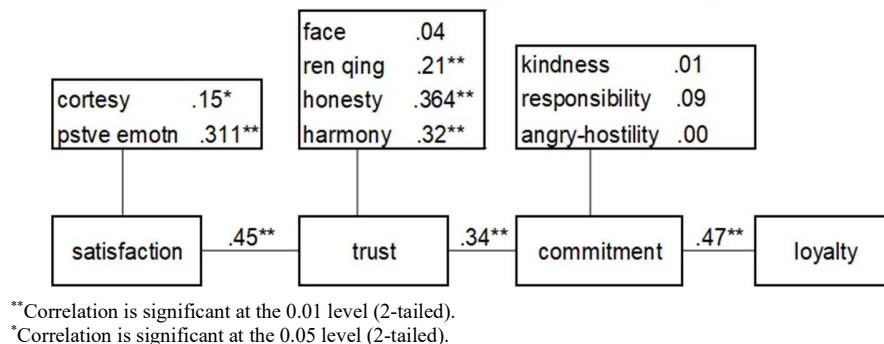 face .04
ren qing .21**
honesty .364**
harmony .32**
kindness .01
responsibility .09
angry-hostility .00
cortesy .15*
pstve emotn .311**
satisfaction .45** trust .34** commitment .47** loyalty
**Correlation is significant at the 0.01 level (2-tailed).
*Correlation is significant at the 0.05 level (2-tailed).